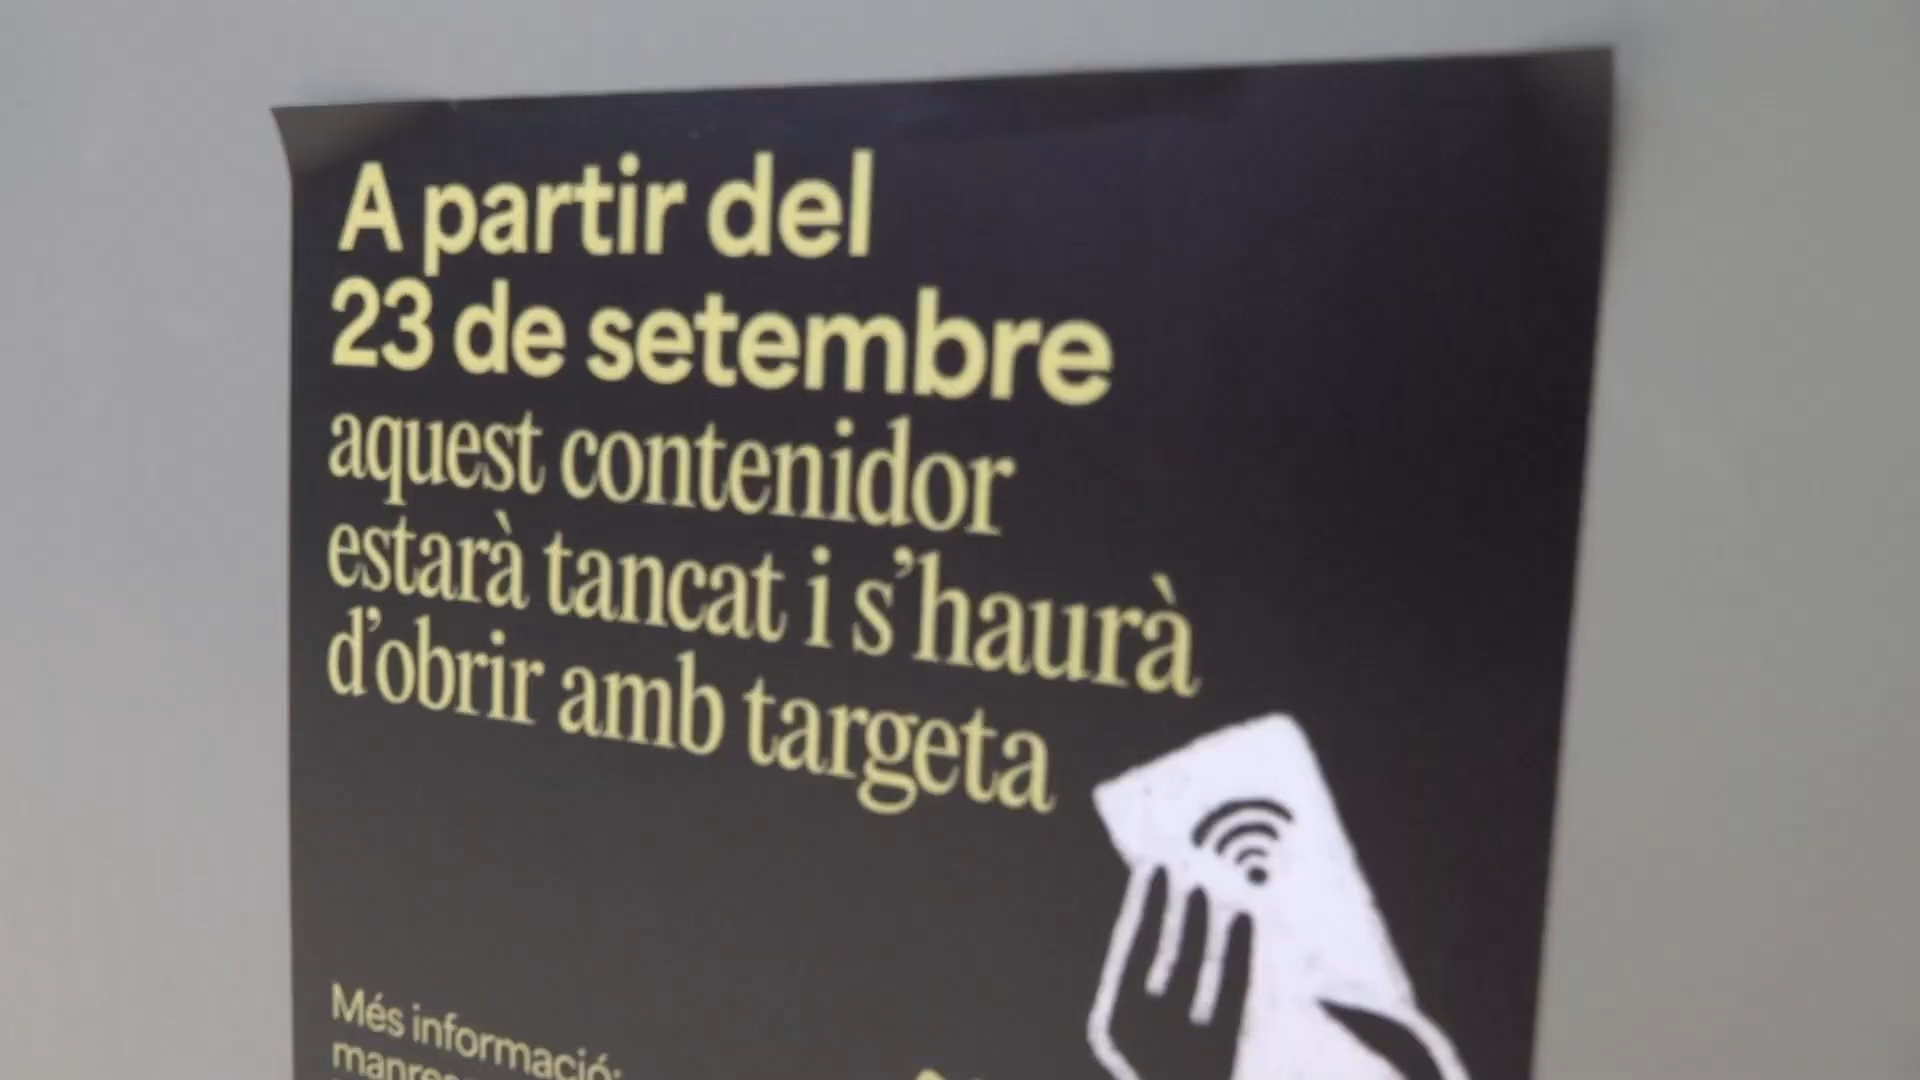 A partir del
23 de setembre
aquest contenidor
estarà tancat i s'haurà
d'obrir amb targeta
Més informació: